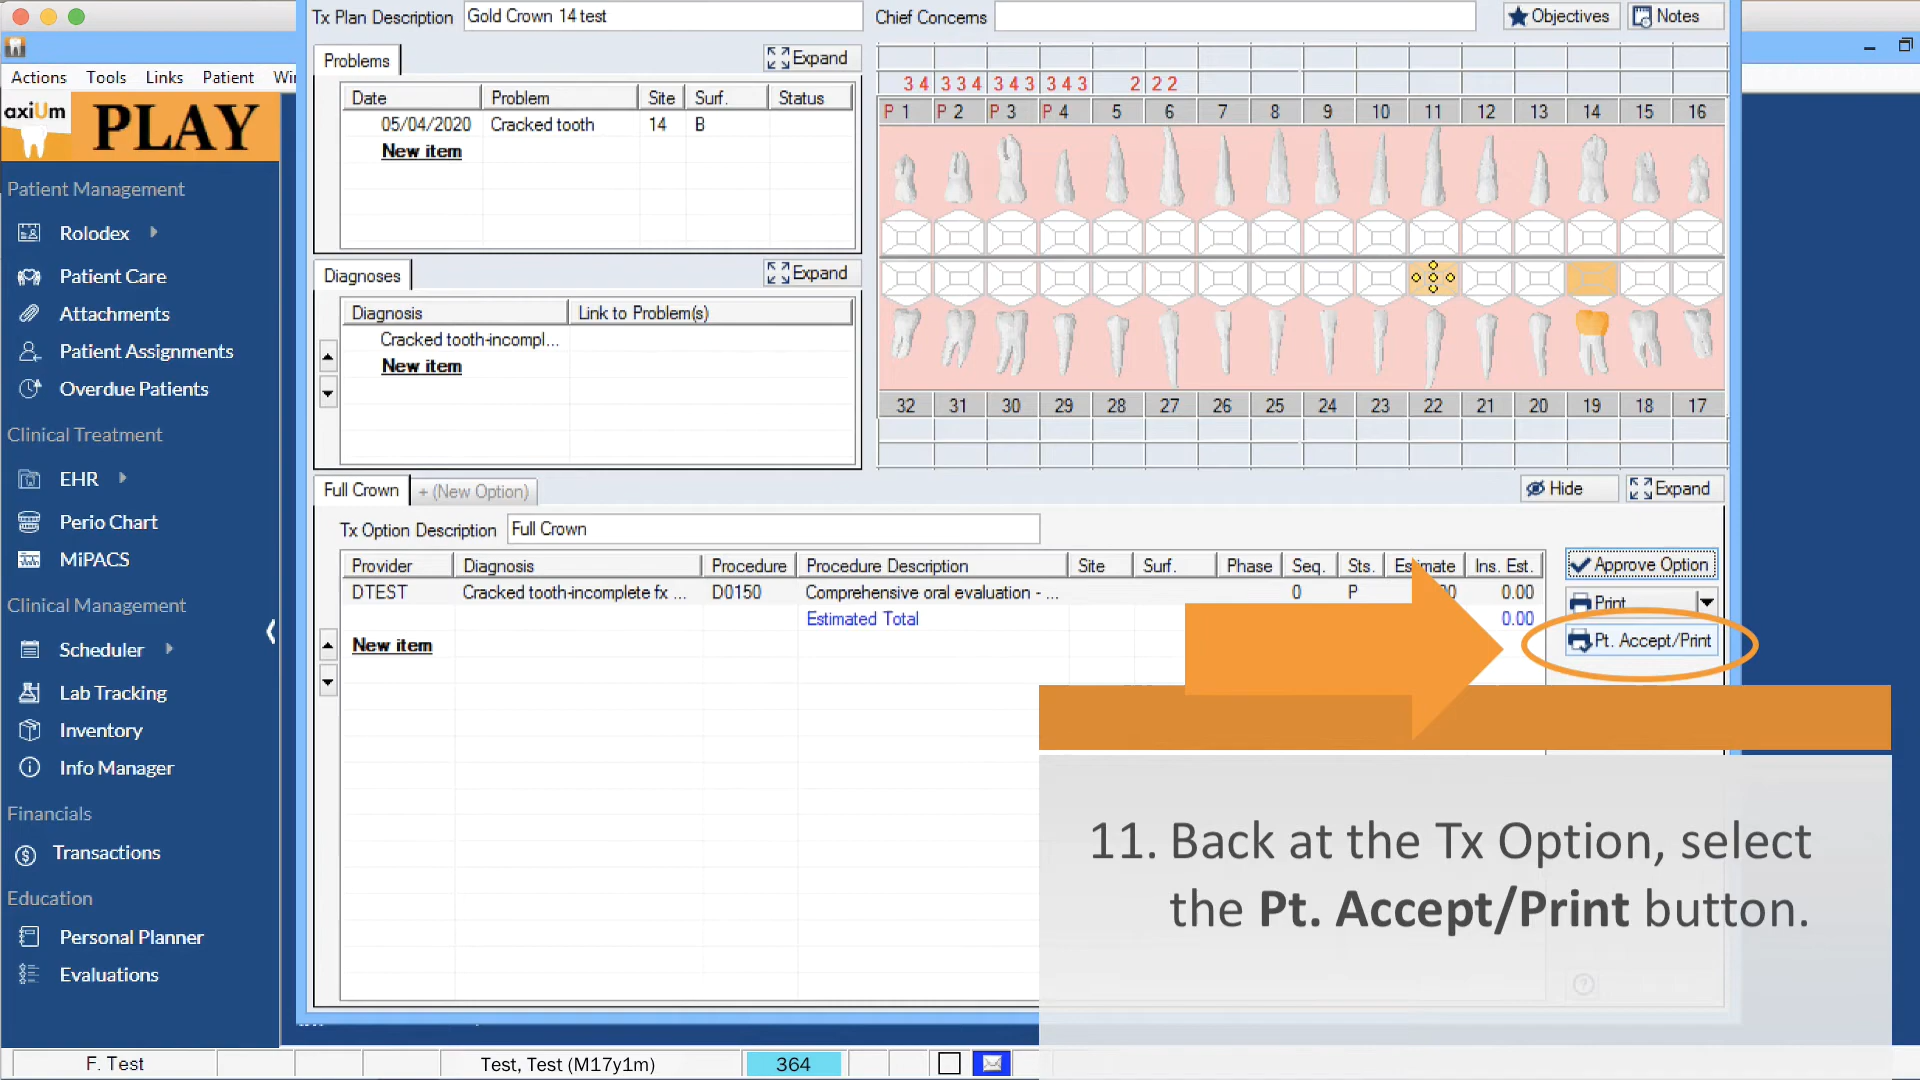 Tx Plan Description Gold Crown 14 test Chief Concerns Objectives Notes
Actions Tools Links Patient
axiUm PLAY
Patient Management
Rolodex
Patient Care
Attachments
Patient Assignments
Overdue Patients
Clinical Treatment
EHR
Perio Chart
MiPACS
Clinical Management
Scheduler
Lab Tracking
Inventory
Info Manager
Financials
Transactions
Education
Personal Planner
Evaluations
Problems Expand
Date Problem Site Surf. Status
05/04/2020 Cracked tooth 14 B
New item
Diagnoses Expand
Diagnosis Link to Problem(s)
Cracked tooth-incompl...
New item
3 4 3 3 4 3 4 3 3 4 3 2 2 2
P 1 P 2 P 3 P 4 5 6 7 8 9 10 11 12 13 14 15 16
32 31 30 29 28 27 26 25 24 23 22 21 20 19 18 17
Full Crown + (New Option) Hide Expand
Tx Option Description Full Crown
Provider Diagnosis Procedure Procedure Description Site Surf. Phase Seq. Sts. Estimate Ins. Est.
DTEST Cracked tooth-incomplete fx ... D0150 Comprehensive oral evaluation - ... 0 P 0.00
Estimated Total 0.00
New item
Approve Option
Print
Pt. Accept/Print
11. Back at the Tx Option, select
the Pt. Accept/Print button.
F. Test Test, Test (M17y1m) 364